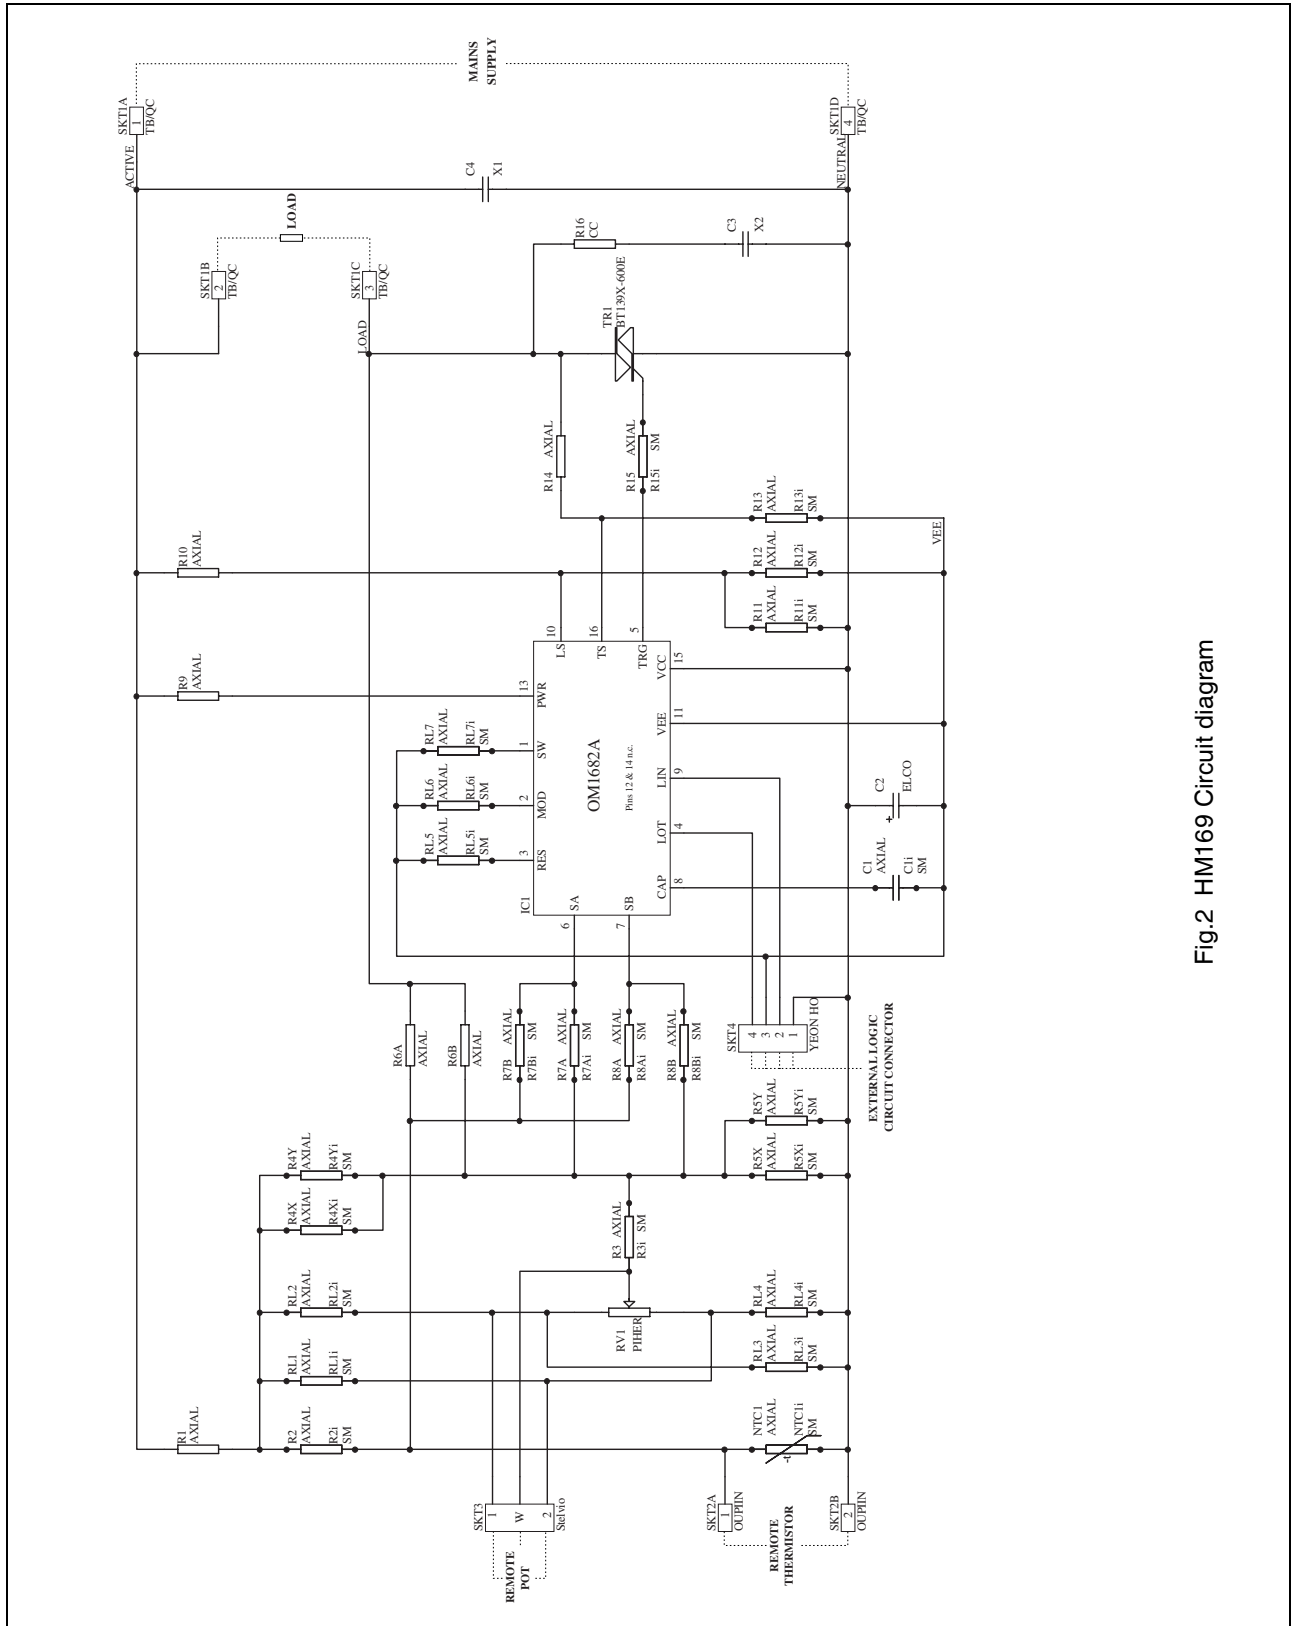 MAINS
SUPPLY
SKT1A
1
TB/QC
ACTIVE
SKT1D
4
TB/QC
NEUTRAL
C4
X1
LOAD
SKT1B
2
TB/QC
SKT1C
3
TB/QC
LOAD
R16
CC
C3
X2
TR1
BT139X-600E
R14 AXIAL
R15 AXIAL
R15i SM
R13
AXIAL
R13i
SM
R12
AXIAL
R12i
SM
R11
AXIAL
R11i
SM
VEE
R10
AXIAL
R9
AXIAL
10
LS
16
TS
5
TRG
15
VCC
13
PWR
11
VEE
RL7
AXIAL
RL7i
SM
1
SW
RL6
AXIAL
RL6i
SM
2
MOD
RL5
AXIAL
RL5i
SM
3
RES
OM1682A
Pins 12 & 14 n.c.
9
LIN
4
LOT
8
CAP
IC1
6
SA
7
SB
C2
ELCO
+
C1
AXIAL
C1i
SM
R6A
AXIAL
R6B
AXIAL
R7B AXIAL
R7Bi SM
R7A AXIAL
R7Ai SM
R8A AXIAL
R8Ai SM
R8B AXIAL
R8Bi SM
SKT4
4
3
2
1
YEON HO
EXTERNAL LOGIC
CIRCUIT CONNECTOR
R4Y
AXIAL
R4Yi
SM
R4X
AXIAL
R4Xi
SM
R5Y
AXIAL
R5Yi
SM
R5X
AXIAL
R5Xi
SM
R3 AXIAL
R3i SM
RL2
AXIAL
RL2i
SM
RV1
PIHER
RL4
AXIAL
RL4i
SM
RL1
AXIAL
RL1i
SM
RL3
AXIAL
RL3i
SM
R1
AXIAL
R2
AXIAL
R2i
SM
NTC1
AXIAL
NTC1i
SM
-t
SKT3
1
W
2
Stelvio
REMOTE
POT
SKT2A
1
OUPIIN
SKT2B
2
OUPIIN
REMOTE
THERMISTOR
Fig.2 HM169 Circuit diagram